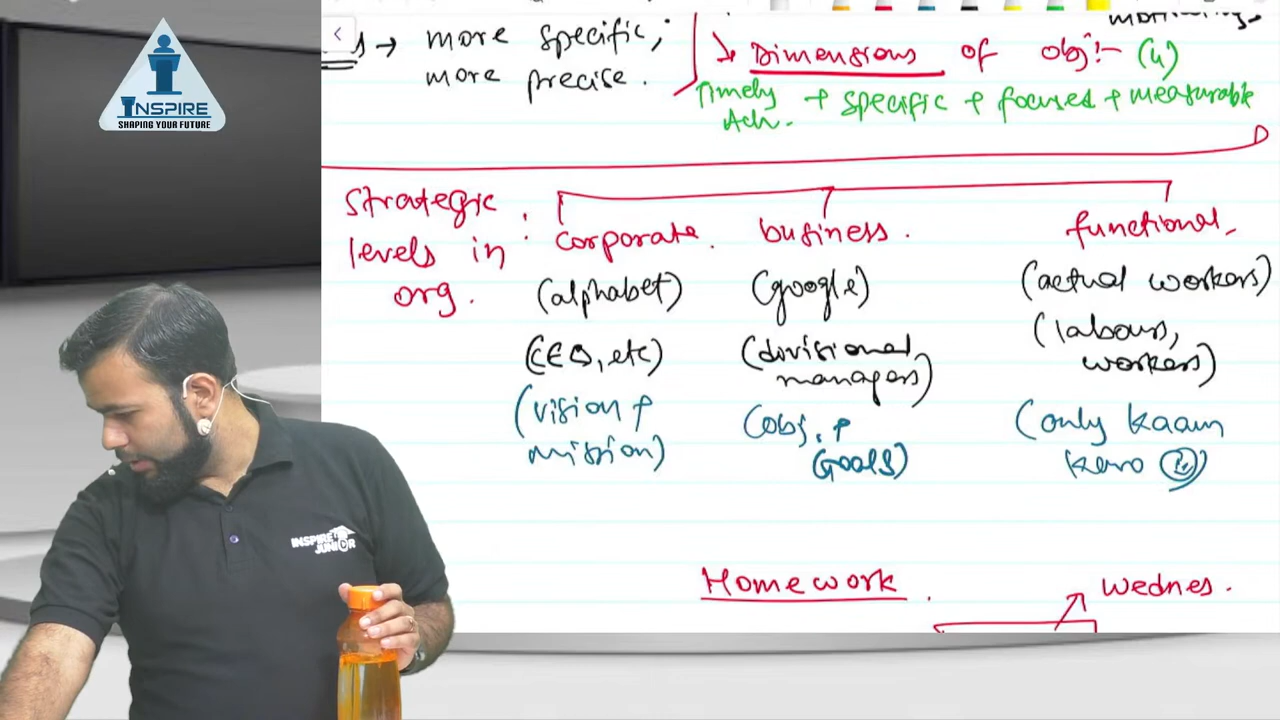 INSPIRE
SHAPING YOUR FUTURE
→ more specific;
more precise.
Dimensions of obj:- (4)
Timely Ach. + specific + focused + measurable
strategic levels in org. :
corporate.
(alphabet)
(CEO, etc)
(vision +
mission)
business.
(google)
(divisional
managers)
(obj. +
Goals)
functional.
(actual workers)
(labours,
workers)
(only kaam
karo
Homework.
Wednes.
INSPIRE
JUNIOR